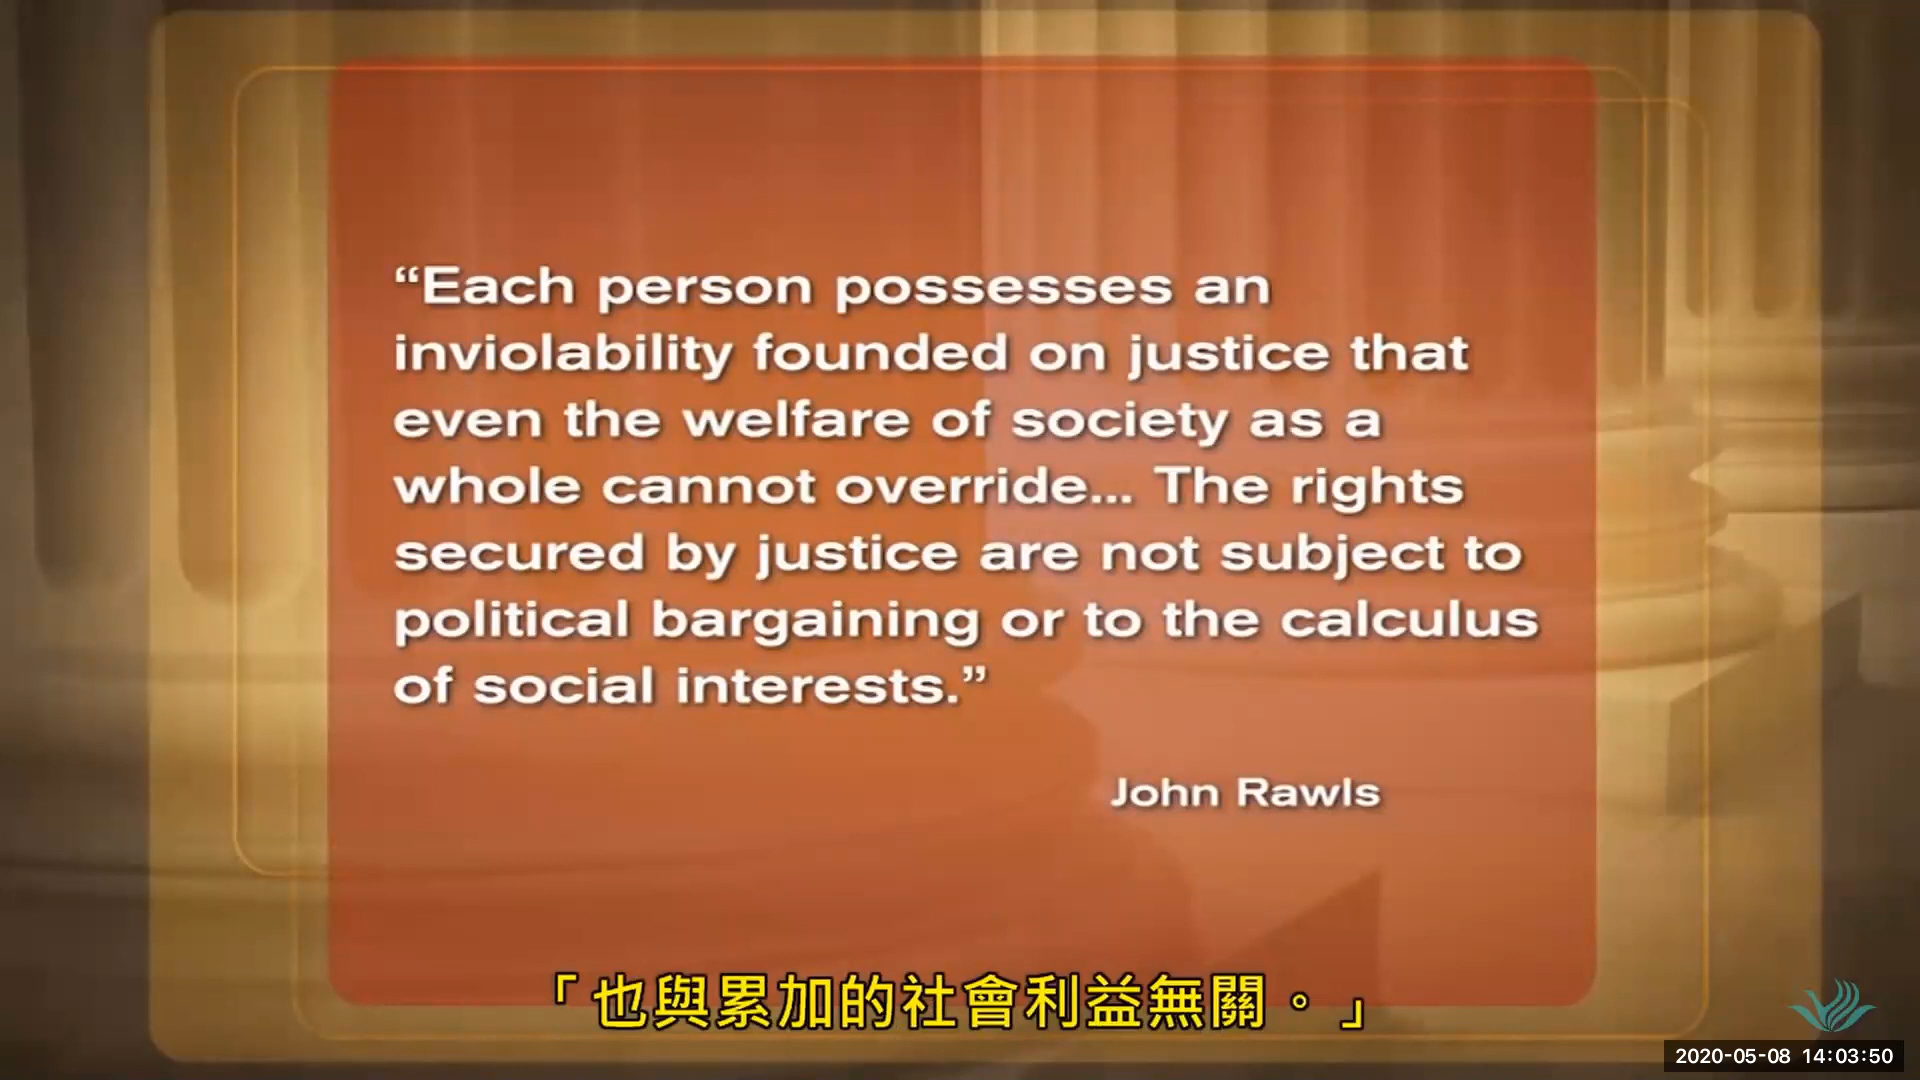 “Each person possesses an
inviolability founded on justice that
even the welfare of society as a
whole cannot override... The rights
secured by justice are not subject to
political bargaining or to the calculus
of social interests.”
John Rawls
「也與累加的社會利益無關。」
2020-05-08 14:03:50